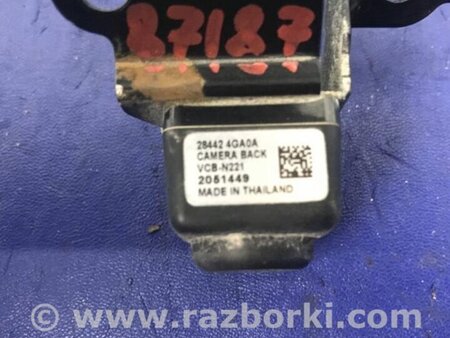 87187
28442 4GA0A
CAMERA BACK
VCB-N221
2051449
MADE IN THAILAND
www.razborki.com